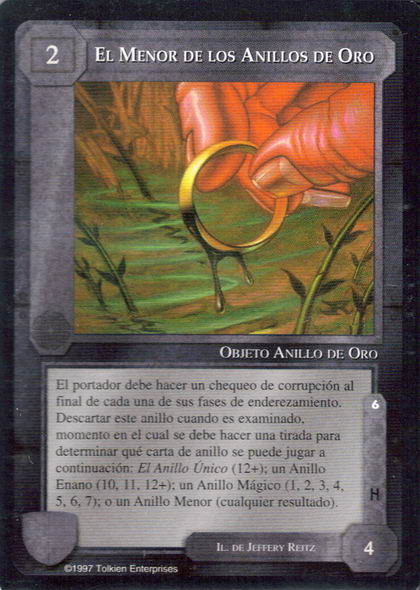 2
EL MENOR DE LOS ANILLOS DE ORO
OBJETO ANILLO DE ORO
El portador debe hacer un chequeo de corrupción al
final de cada una de sus fases de enderezamiento.
Descartar este anillo cuando es examinado,
momento en el cual se debe hacer una tirada para
determinar qué carta de anillo se puede jugar a
continuación: El Anillo Único (12+); un Anillo
Enano (10, 11, 12+); un Anillo Mágico (1, 2, 3, 4,
5, 6, 7); o un Anillo Menor (cualquier resultado).
6
H
IL. DE JEFFERY REITZ
4
©1997 Tolkien Enterprises